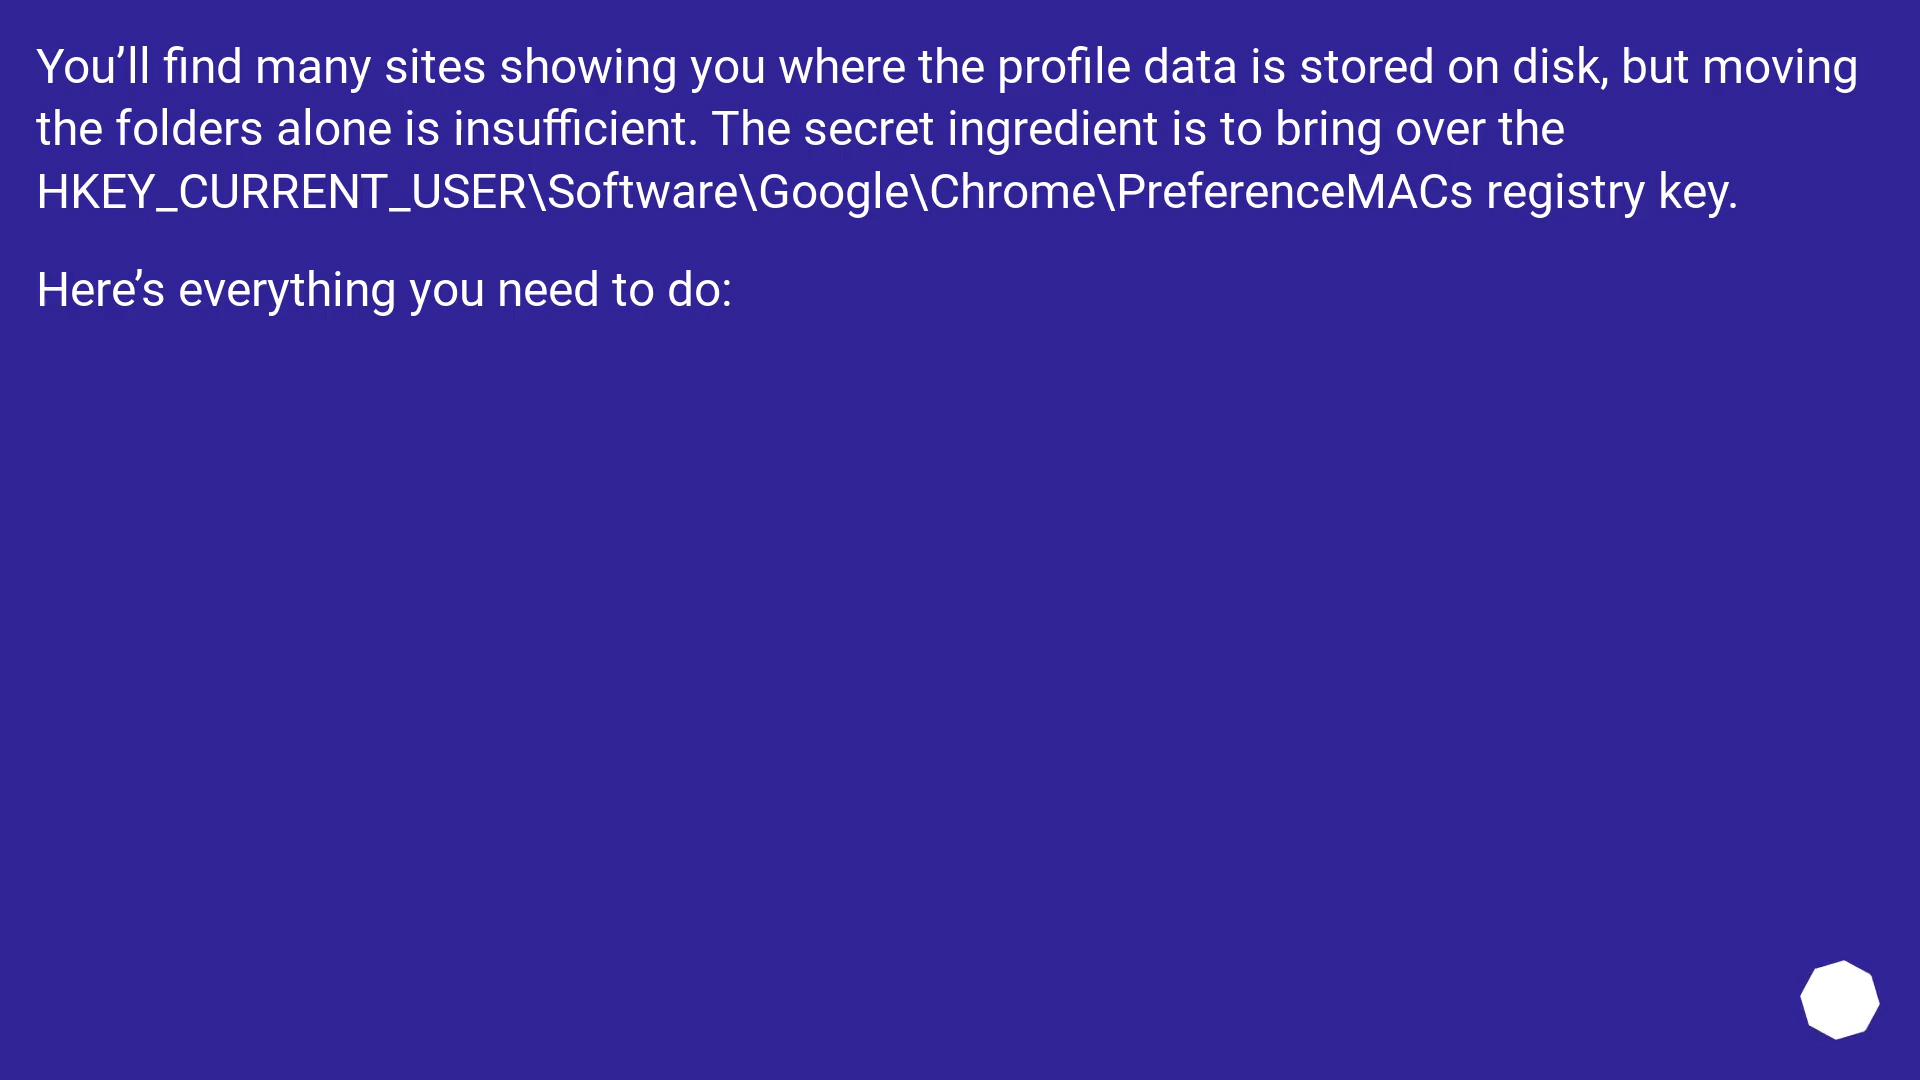 You’ll find many sites showing you where the profile data is stored on disk, but moving
the folders alone is insufficient. The secret ingredient is to bring over the
HKEY_CURRENT_USER\Software\Google\Chrome\PreferenceMACs registry key.
Here’s everything you need to do: